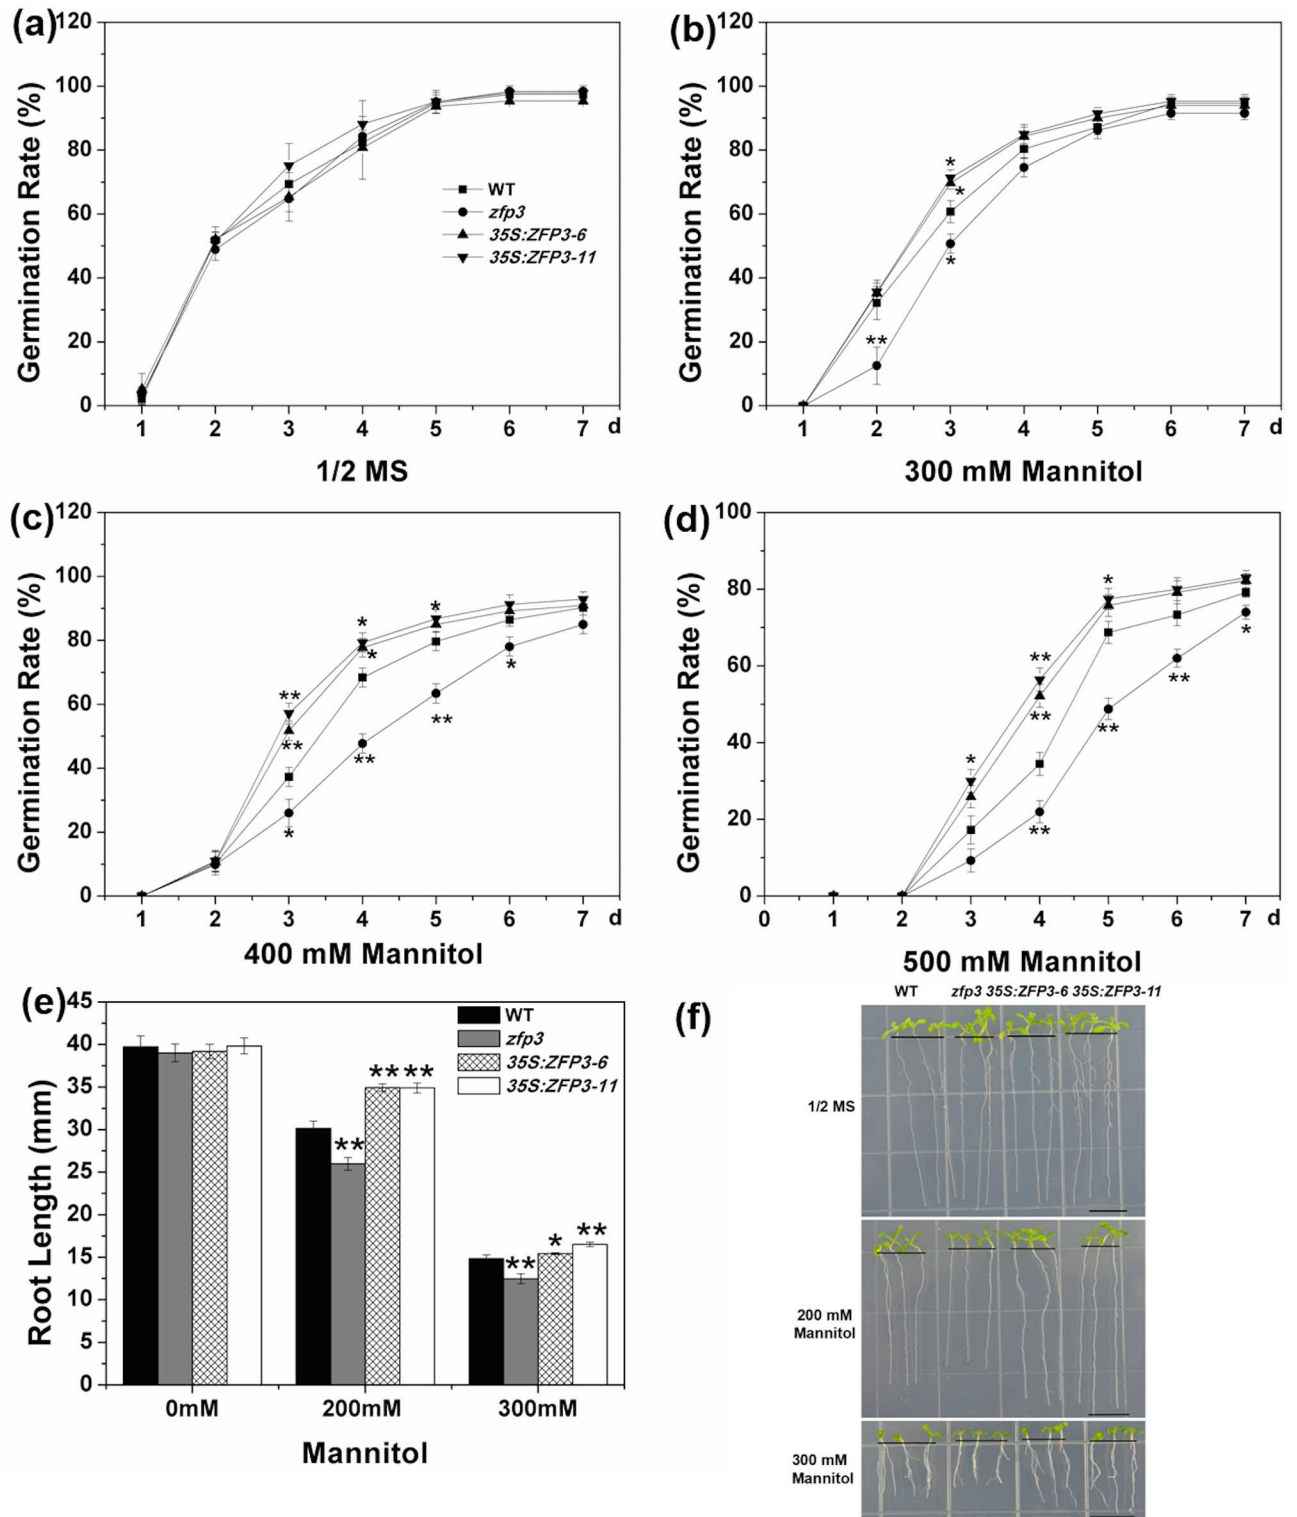 (a)
Germination Rate (%)
120
100
80
60
40
20
0
1 2 3 4 5 6 7 d
1/2 MS
WT
zfp3
35S:ZFP3-6
35S:ZFP3-11
(b)
Germination Rate (%)
120
100
80
60
40
20
0
* * * **
1 2 3 4 5 6 7 d
300 mM Mannitol
(c)
Germination Rate (%)
120
100
80
60
40
20
0
** ** * * * ** * ** *
1 2 3 4 5 6 7 d
400 mM Mannitol
(d)
Germination Rate (%)
100
80
60
40
20
0
* ** ** ** * ** ** *
0 1 2 3 4 5 6 7 d
500 mM Mannitol
(e)
Root Length (mm)
45
40
35
30
25
20
15
10
5
0
WT
zfp3
35S:ZFP3-6
35S:ZFP3-11
** ** **
** * **
0mM 200mM 300mM
Mannitol
(f)
WT zfp3 35S:ZFP3-6 35S:ZFP3-11
1/2 MS
200 mM
Mannitol
300 mM
Mannitol